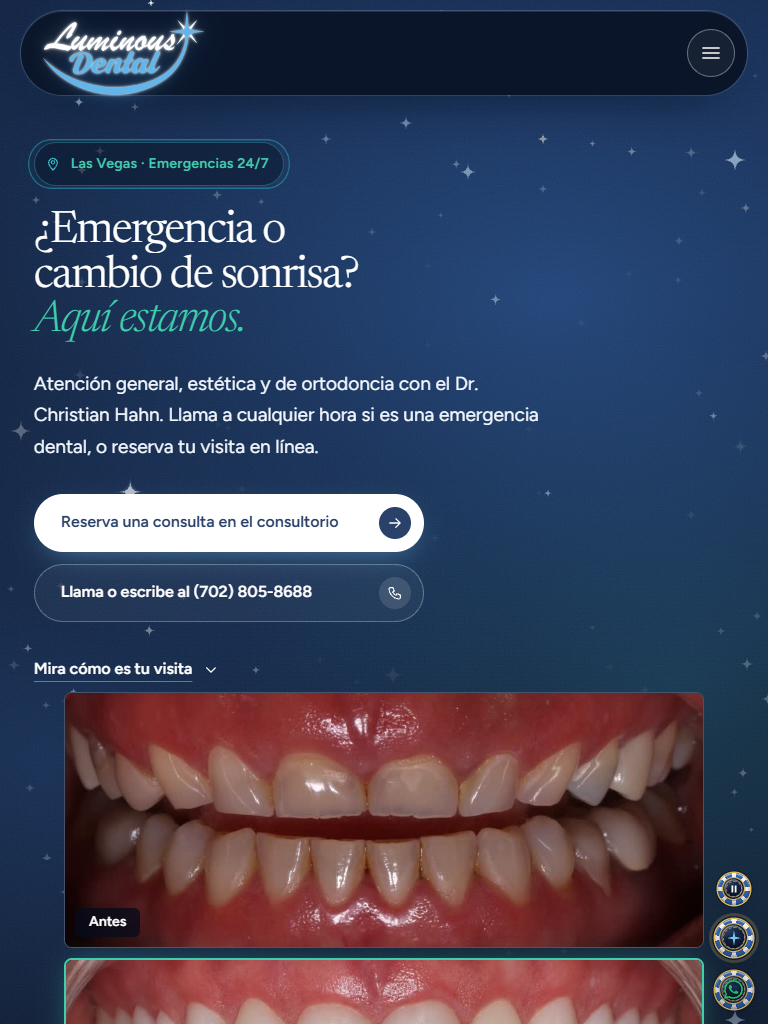 Luminous
Dental
Las Vegas · Emergencias 24/7
¿Emergencia o
cambio de sonrisa?
Aquí estamos.
Atención general, estética y de ortodoncia con el Dr.
Christian Hahn. Llama a cualquier hora si es una emergencia
dental, o reserva tu visita en línea.
Reserva una consulta en el consultorio
Llama o escribe al (702) 805-8688
Mira cómo es tu visita
Antes